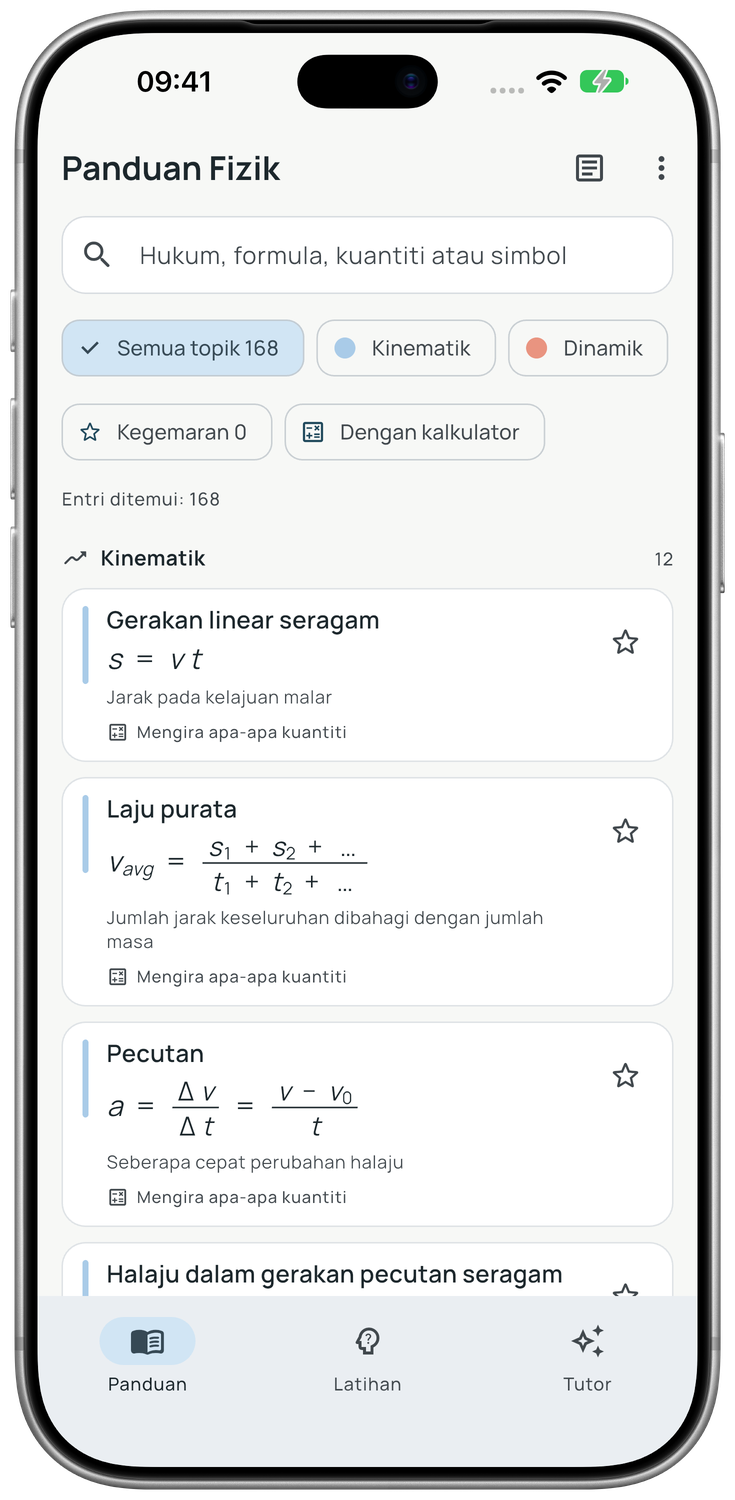 09:41
Panduan Fizik
Hukum, formula, kuantiti atau simbol
Semua topik 168
Kinematik
Dinamik
Kegemaran 0
Dengan kalkulator
Entri ditemui: 168
Kinematik
12
Gerakan linear seragam
s = v t
Jarak pada kelajuan malar
Mengira apa-apa kuantiti
Laju purata
v_avg = (s₁ + s₂ + …) / (t₁ + t₂ + …)
Jumlah jarak keseluruhan dibahagi dengan jumlah
masa
Mengira apa-apa kuantiti
Pecutan
a = Δ v / Δ t = (v − v₀) / t
Seberapa cepat perubahan halaju
Mengira apa-apa kuantiti
Halaju dalam gerakan pecutan seragam
Panduan
Latihan
Tutor